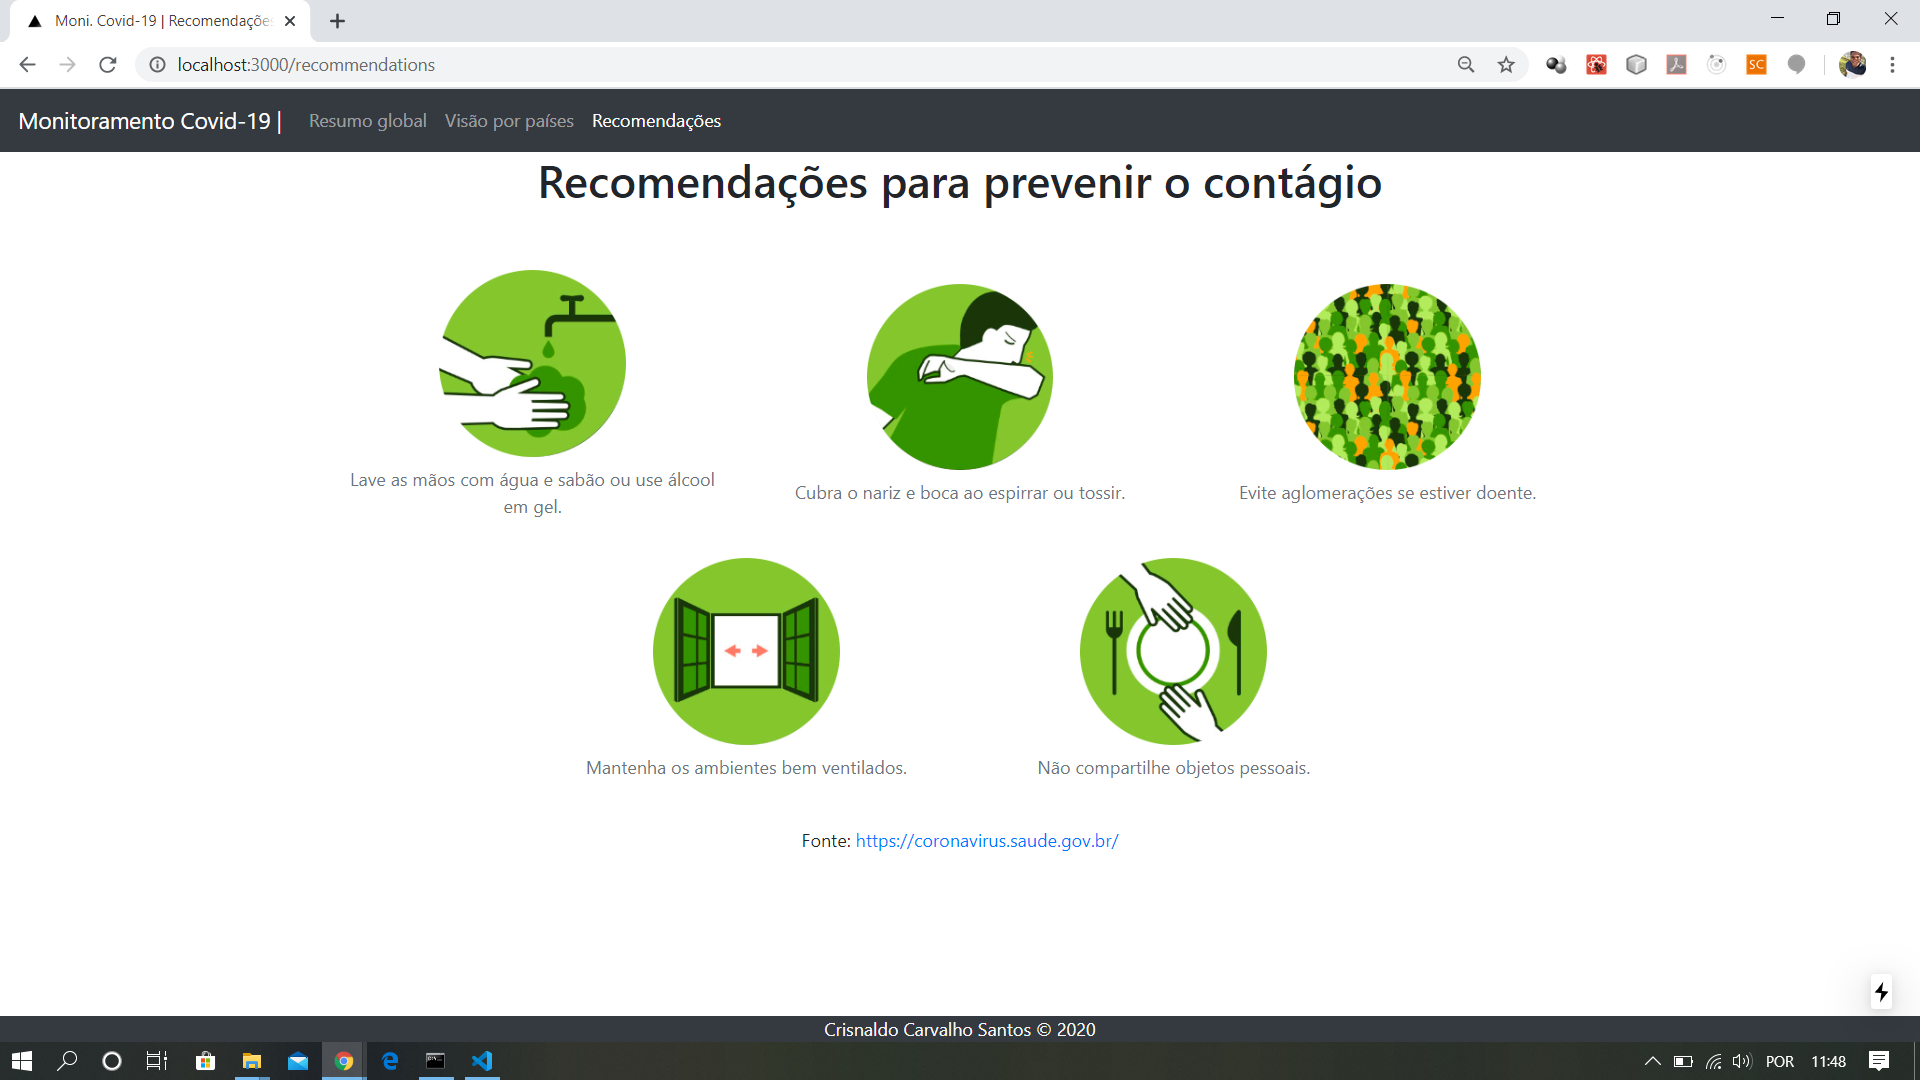 Moni. Covid-19 | Recomendações
localhost:3000/recommendations
SC
Monitoramento Covid-19 |
Resumo global
Visão por países
Recomendações
Recomendações para prevenir o contágio
Lave as mãos com água e sabão ou use álcool
em gel.
Cubra o nariz e boca ao espirrar ou tossir.
Evite aglomerações se estiver doente.
Mantenha os ambientes bem ventilados.
Não compartilhe objetos pessoais.
Fonte: https://coronavirus.saude.gov.br/
Crisnaldo Carvalho Santos © 2020
POR
11:48